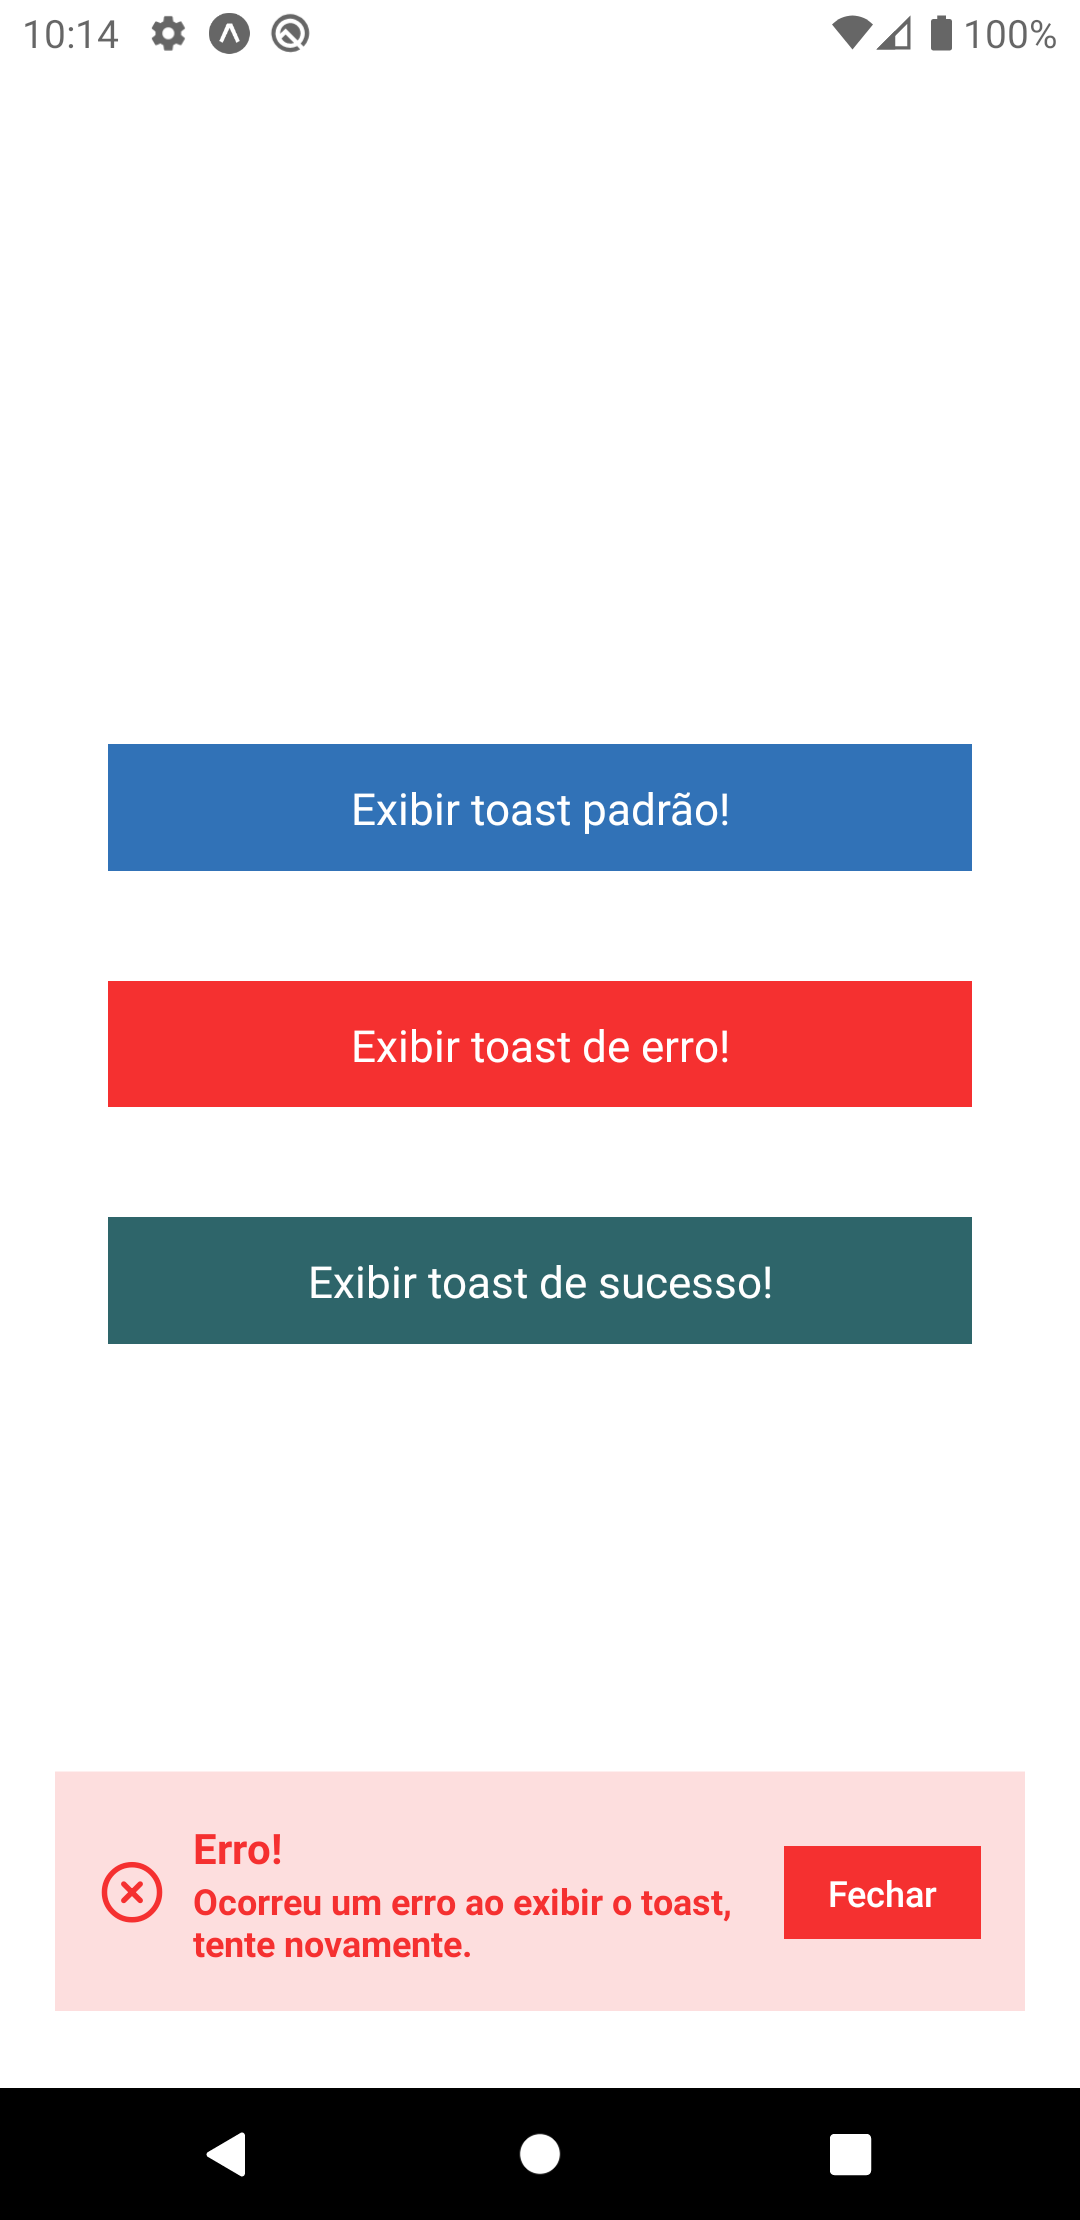 10:14
100%
Exibir toast padrão!
Exibir toast de erro!
Exibir toast de sucesso!
Erro!
Ocorreu um erro ao exibir o toast,
tente novamente.
Fechar